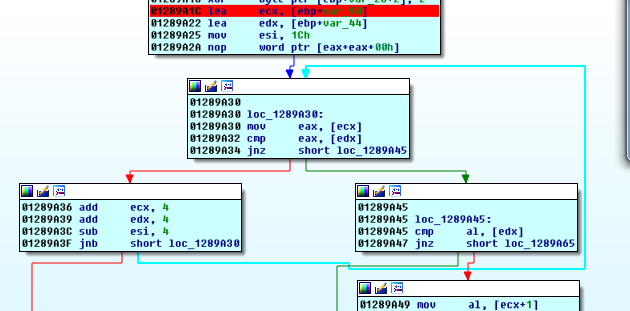 01289A1C lea ecx, [ebp+var_
01289A22 lea edx, [ebp+var_44]
01289A25 mov esi, 1Ch
01289A2A nop word ptr [eax+eax+00h]
01289A30
01289A30 loc_1289A30:
01289A30 mov eax, [ecx]
01289A32 cmp eax, [edx]
01289A34 jnz short loc_1289A45
01289A36 add ecx, 4
01289A39 add edx, 4
01289A3C sub esi, 4
01289A3F jnb short loc_1289A30
01289A45
01289A45 loc_1289A45:
01289A45 cmp al, [edx]
01289A47 jnz short loc_1289A65
01289A49 mov al, [ecx+1]